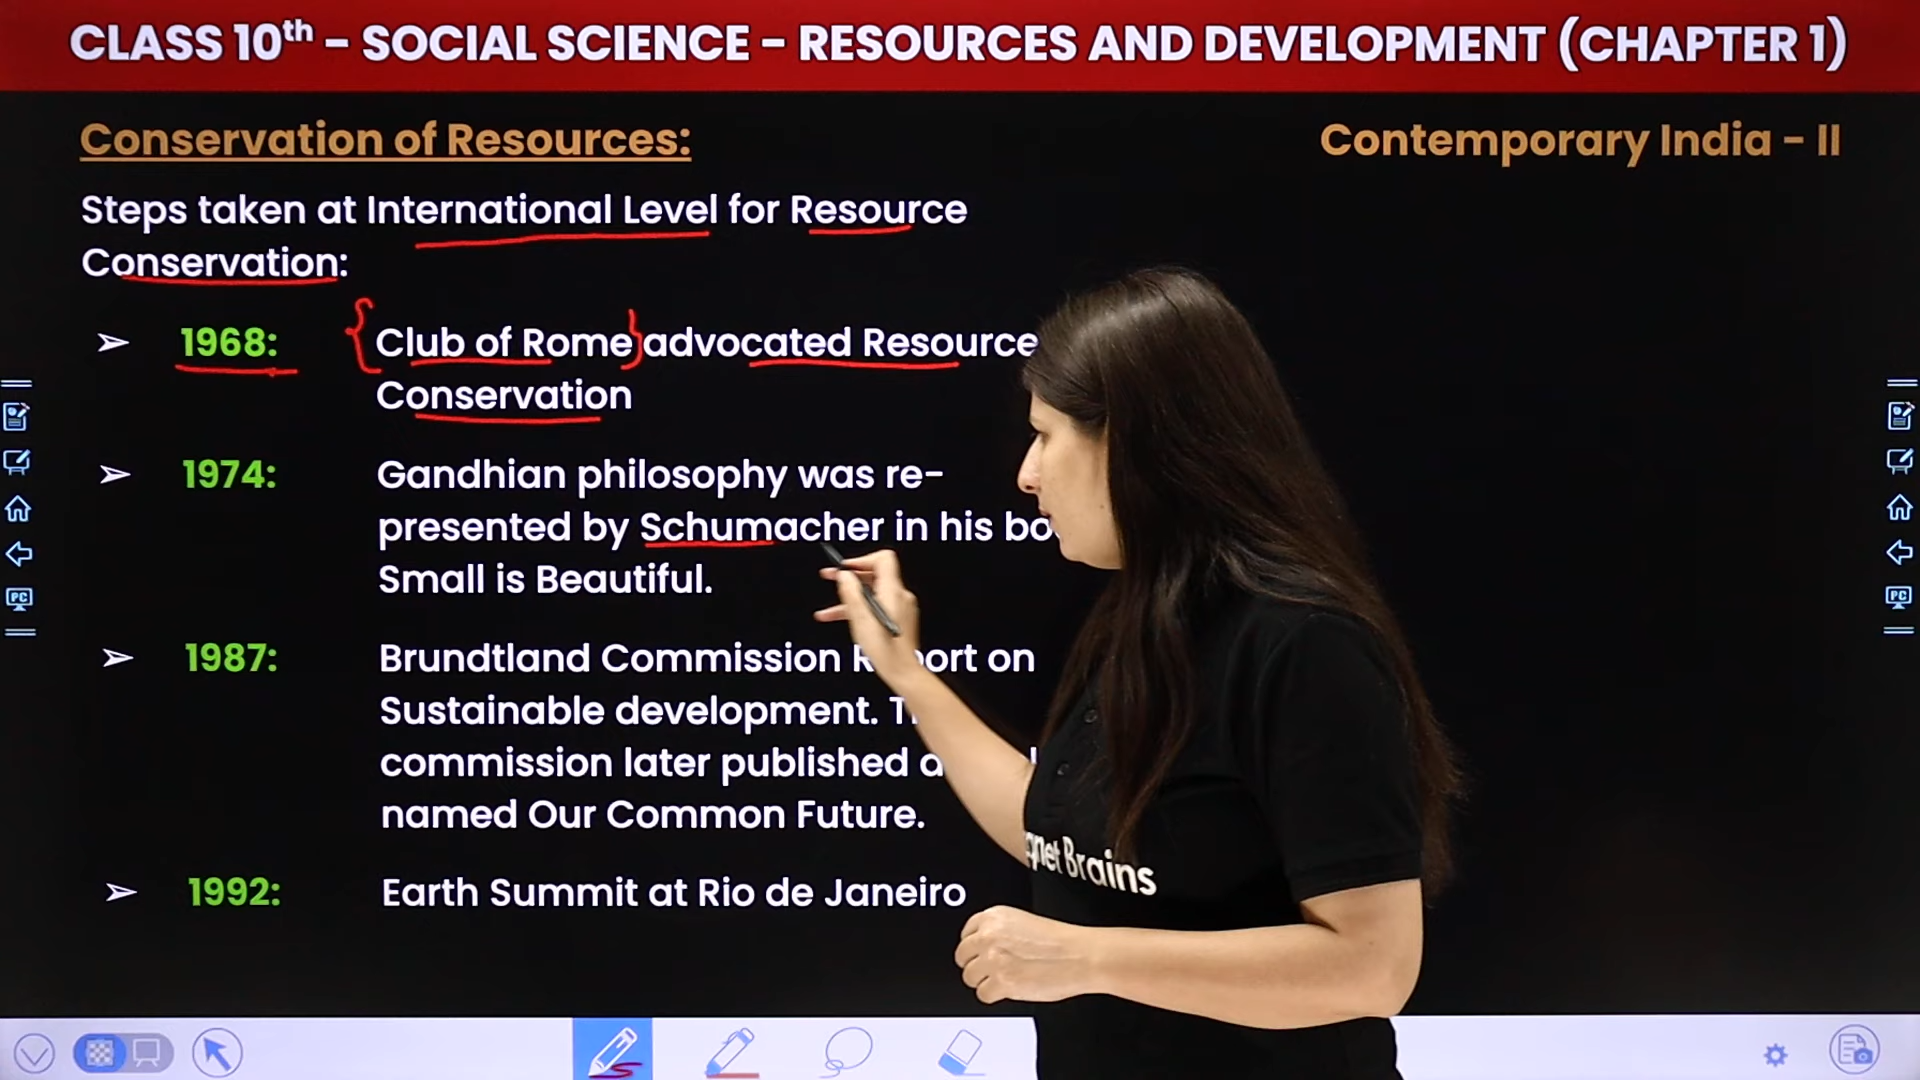 CLASS 10th - SOCIAL SCIENCE - RESOURCES AND DEVELOPMENT (CHAPTER 1)
Conservation of Resources:
Contemporary India - II
Steps taken at International Level for Resource
Conservation:
➢ 1968: Club of Rome advocated Resource
Conservation
➢ 1974: Gandhian philosophy was re-
presented by Schumacher in his
Small is Beautiful.
➢ 1987: Brundtland Commission on
Sustainable development.
commission later published
named Our Common Future.
➢ 1992: Earth Summit at Rio de Janeiro
Brains
PC
PC